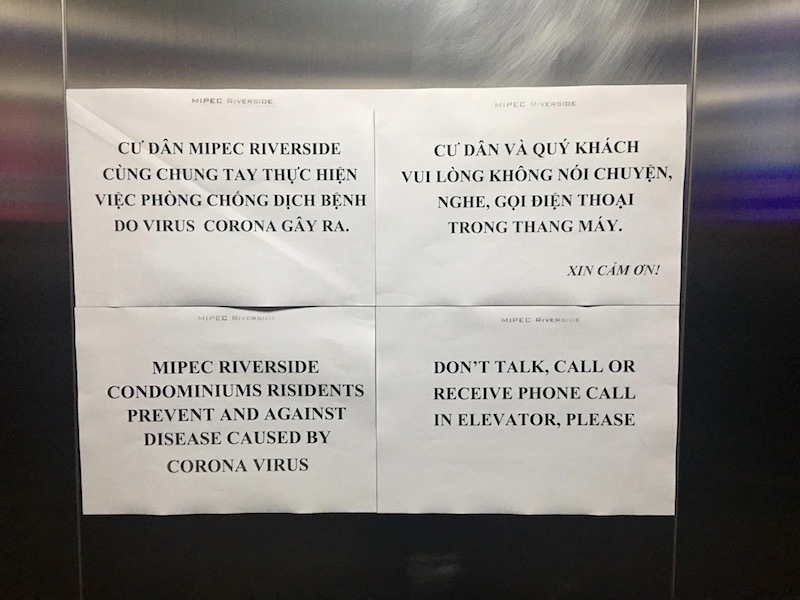 MIPEC RIVERSIDE
CƯ DÂN MIPEC RIVERSIDE
CÙNG CHUNG TAY THỰC HIỆN
VIỆC PHÒNG CHỐNG DỊCH BỆNH
DO VIRUS CORONA GÂY RA.
MIPEC RIVERSIDE
CƯ DÂN VÀ QUÝ KHÁCH
VUI LÒNG KHÔNG NÓI CHUYỆN,
NGHE, GỌI ĐIỆN THOẠI
TRONG THANG MÁY.
XIN CẢM ƠN!
MIPEC RIVERSIDE
MIPEC RIVERSIDE
CONDOMINIUMS RISIDENTS
PREVENT AND AGAINST
DISEASE CAUSED BY
CORONA VIRUS
MIPEC RIVERSIDE
DON'T TALK, CALL OR
RECEIVE PHONE CALL
IN ELEVATOR, PLEASE